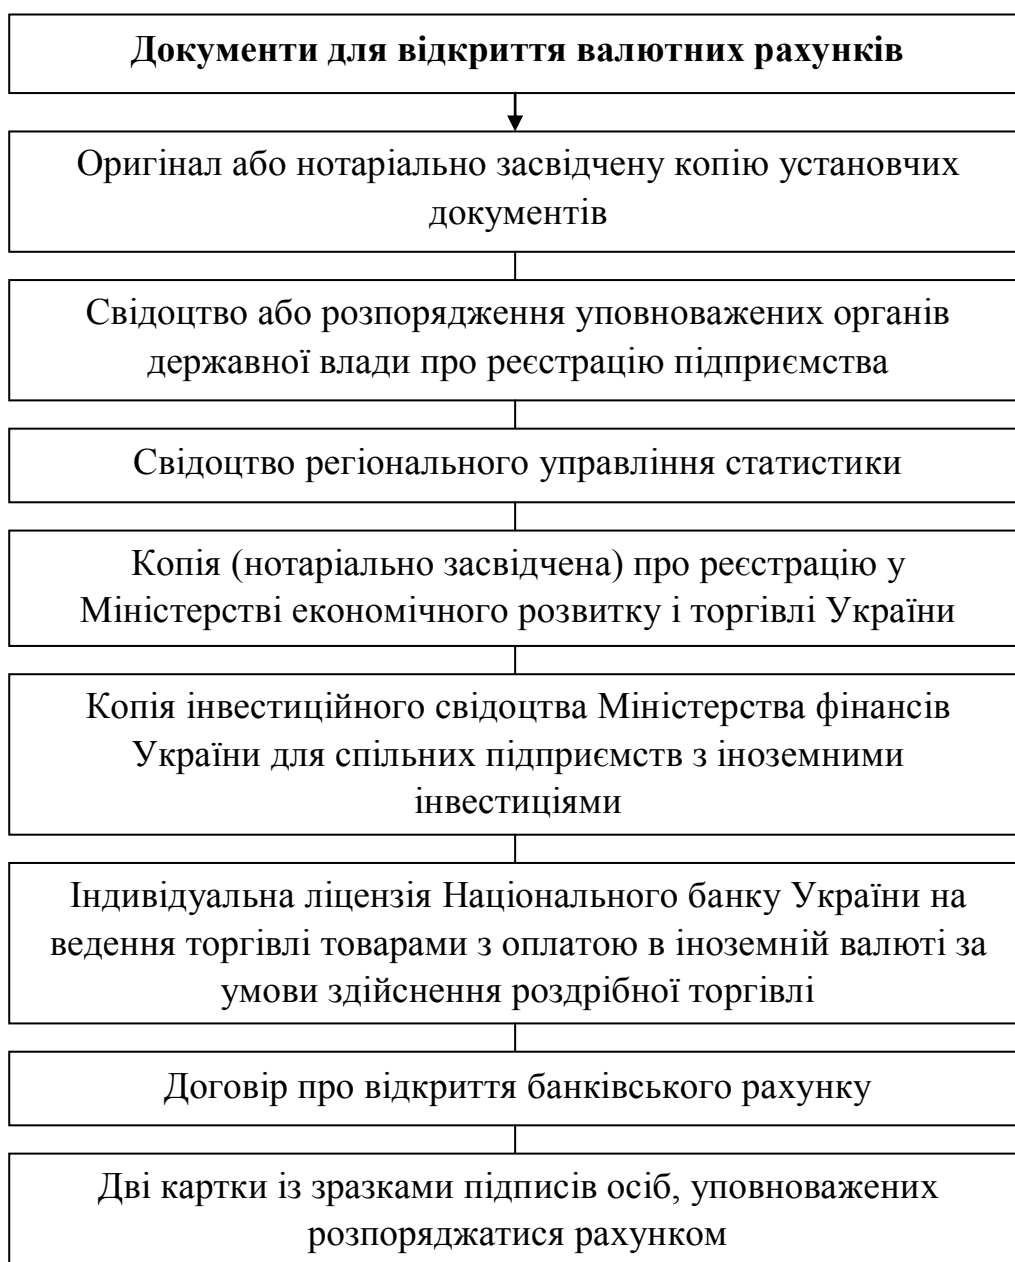 Документи для відкриття валютних рахунків
Оригінал або нотаріально засвідчену копію установчих
документів
Свідоцтво або розпорядження уповноважених органів
державної влади про реєстрацію підприємства
Свідоцтво регіонального управління статистики
Копія (нотаріально засвідчена) про реєстрацію у
Міністерстві економічного розвитку і торгівлі України
Копія інвестиційного свідоцтва Міністерства фінансів
України для спільних підприємств з іноземними
інвестиціями
Індивідуальна ліцензія Національного банку України на
ведення торгівлі товарами з оплатою в іноземній валюті за
умови здійснення роздрібної торгівлі
Договір про відкриття банківського рахунку
Дві картки із зразками підписів осіб, уповноважених
розпоряджатися рахунком